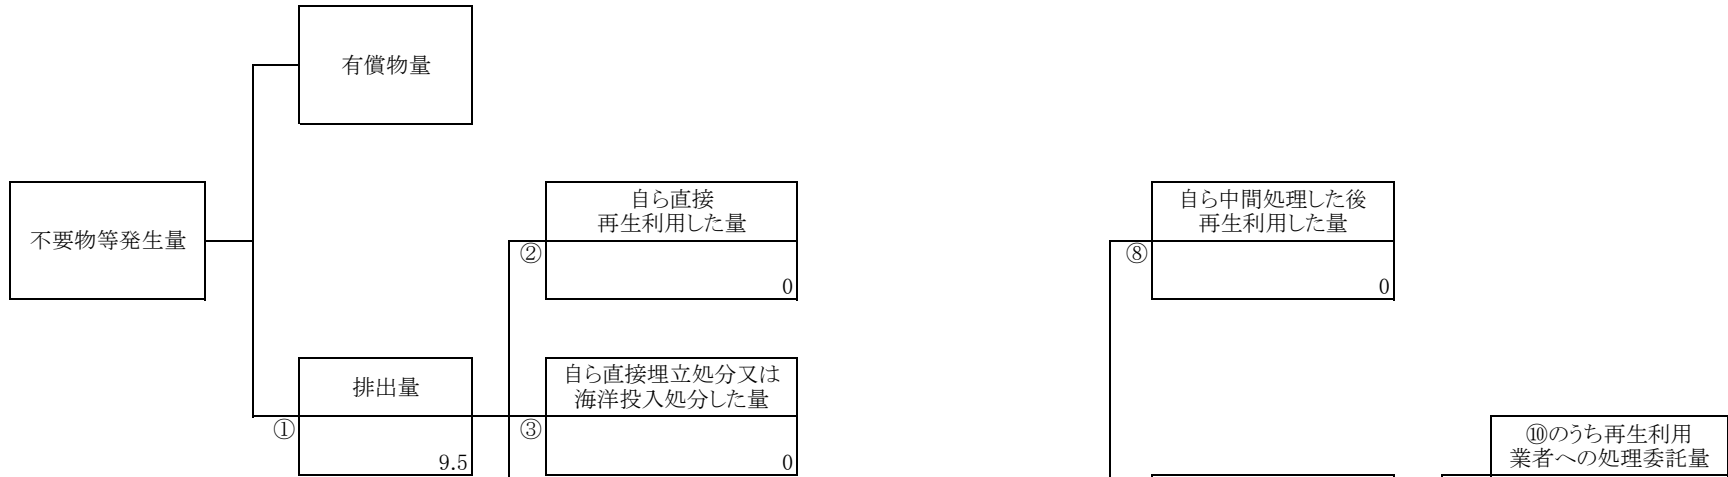 有償物量
不要物等発生量
自ら直接
再生利用した量
②
0
自ら中間処理した後
再生利用した量
⑧
0
排出量
①
9.5
自ら直接埋立処分又は
海洋投入処分した量
③
0
⑩のうち再生利用
業者への処理委託量